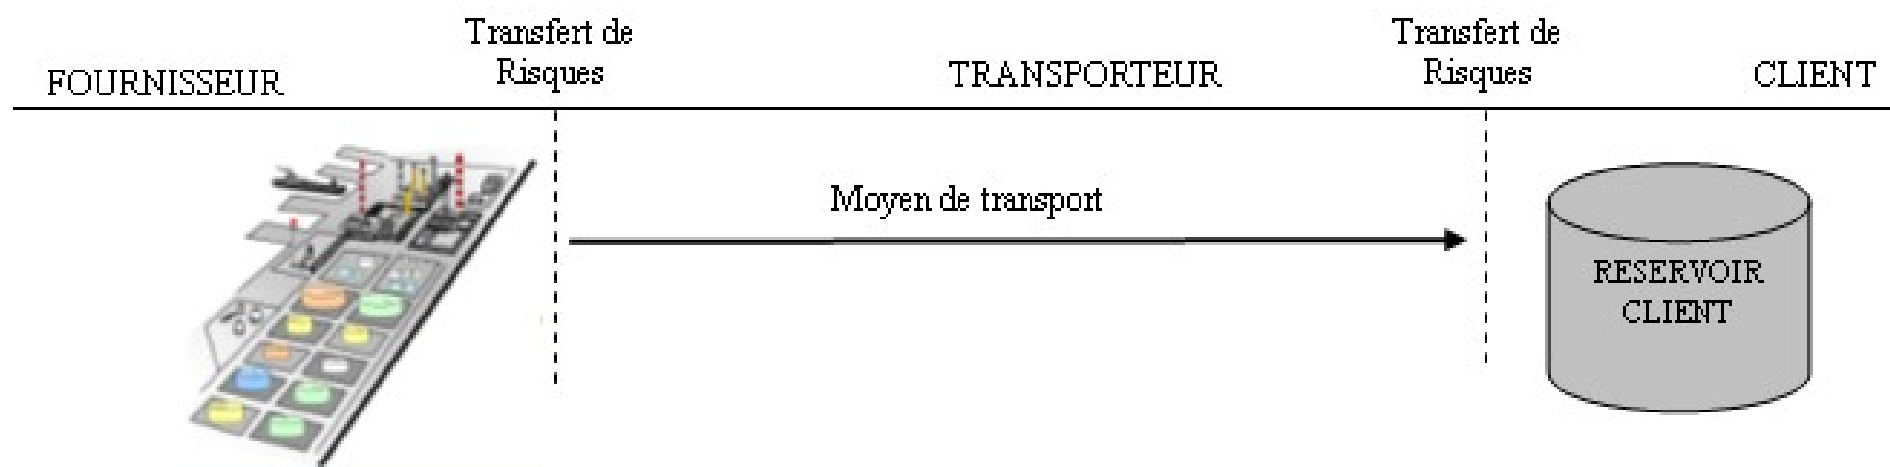 Transfert de
Risques
FOURNISSEUR
TRANSPORTEUR
Transfert de
Risques
CLIENT
Moyen de transport
RESERVOIR
CLIENT